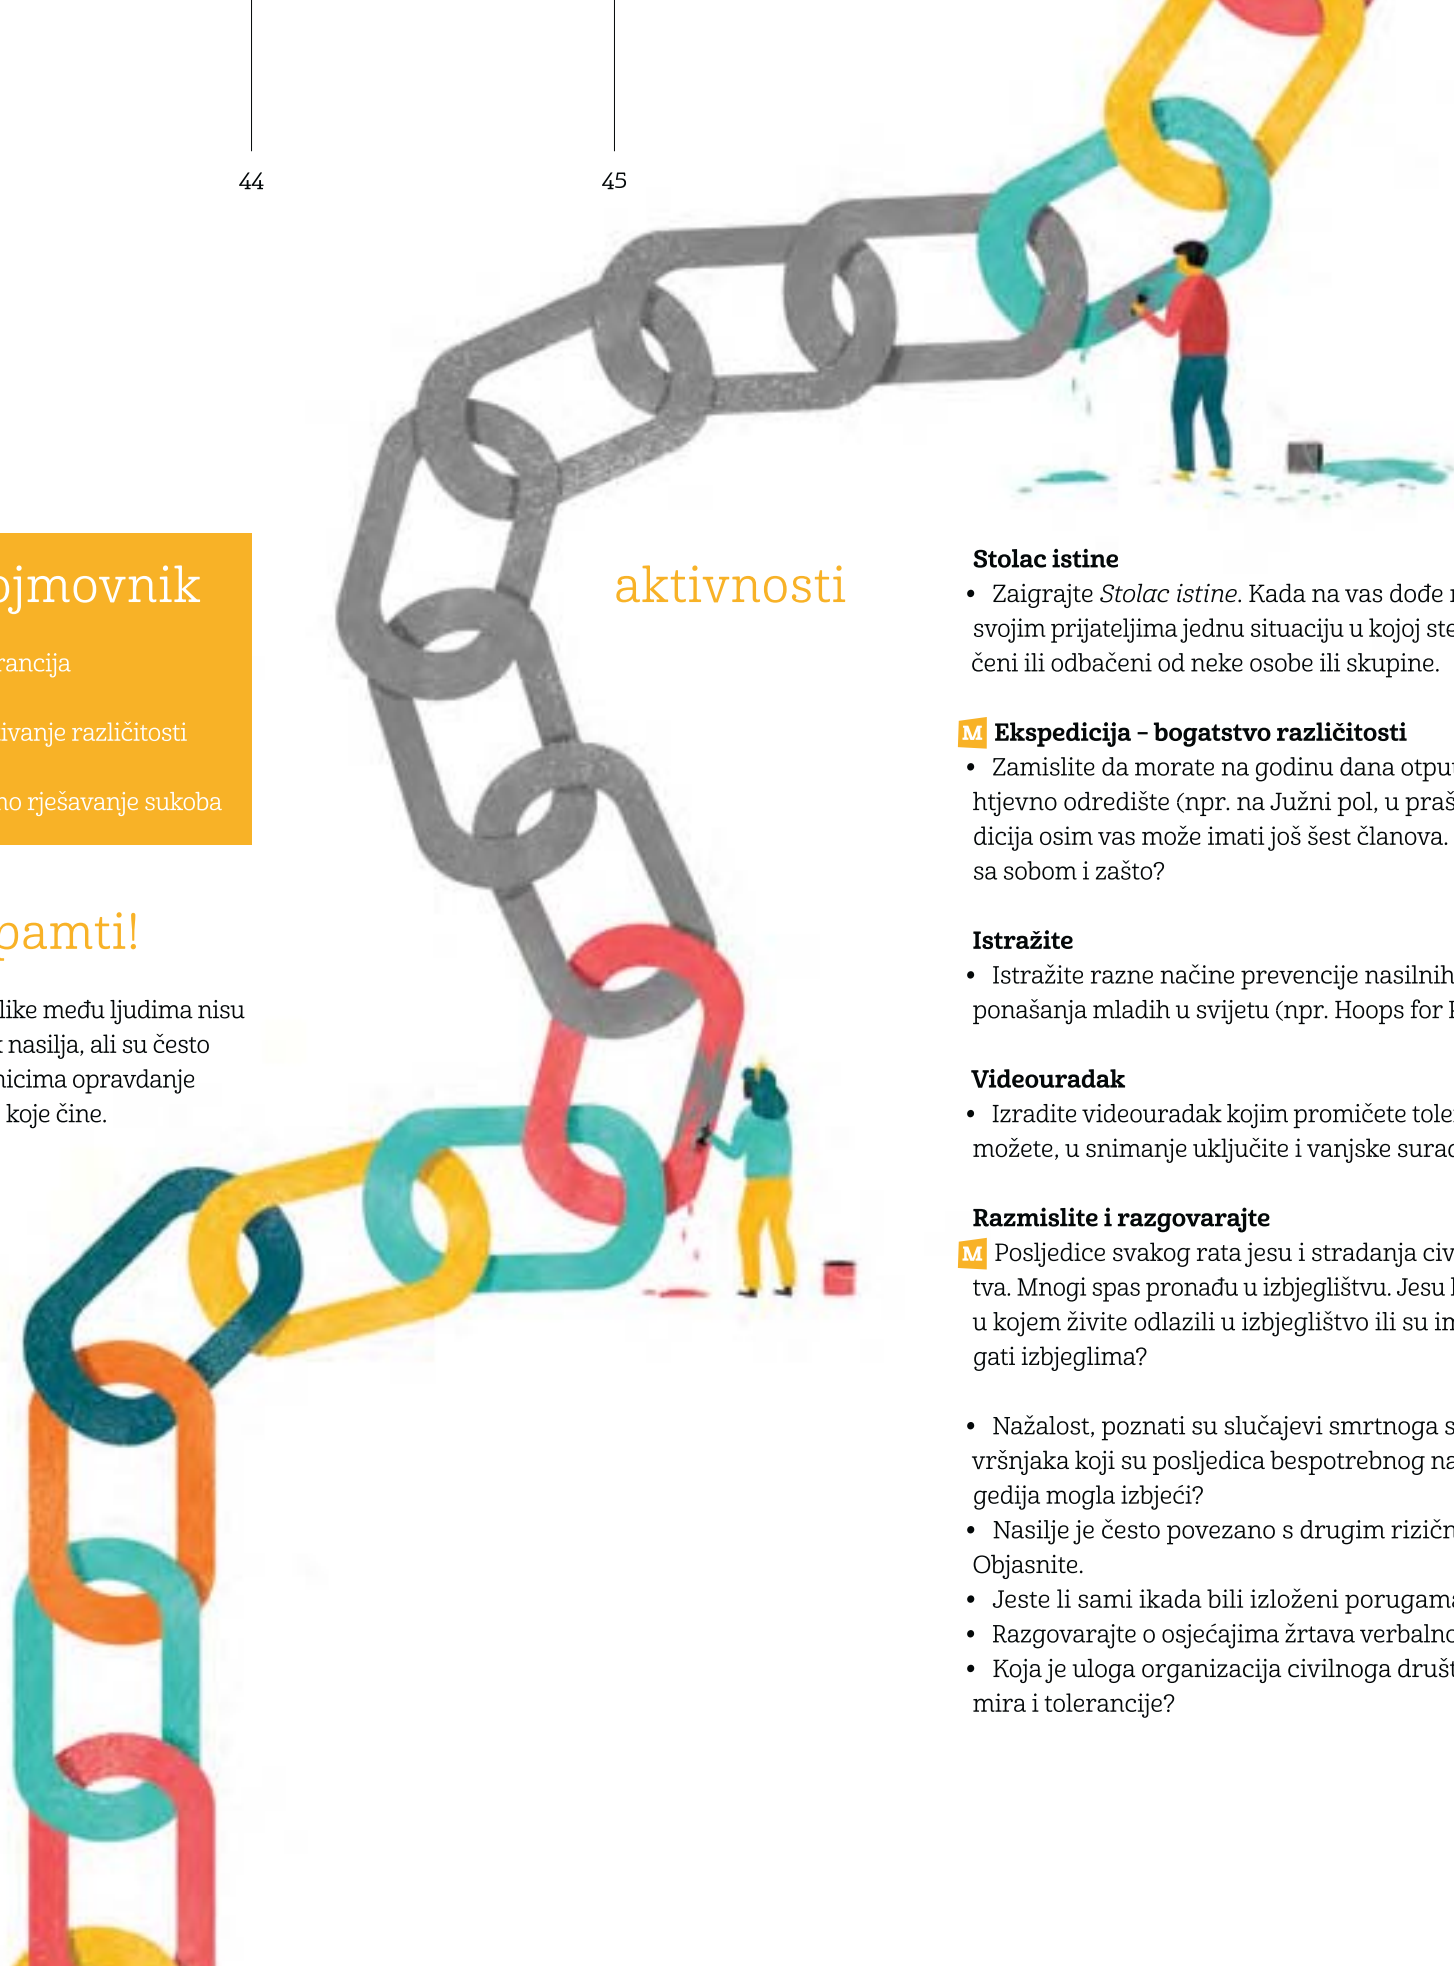 44
45
ojmovnik
rancija
ivanje različitosti
no rješavanje sukoba
pamti!
like među ljudima nisu
nasilja, ali su često
nicima opravdanje
koje čine.
aktivnosti
Stolac istine
• Zaigrajte Stolac istine. Kada na vas dođe
svojim prijateljima jednu situaciju u kojoj ste
čeni ili odbačeni od neke osobe ili skupine.
M Ekspedicija – bogatstvo različitosti
• Zamislite da morate na godinu dana otpu
htjevno odredište (npr. na Južni pol, u praš
dicija osim vas može imati još šest članova.
sa sobom i zašto?
Istražite
• Istražite razne načine prevencije nasilnih
ponašanja mladih u svijetu (npr. Hoops for
Videouradak
• Izradite videouradak kojim promičete tole
možete, u snimanje uključite i vanjske surad
Razmislite i razgovarajte
M Posljedice svakog rata jesu i stradanja civ
tva. Mnogi spas pronađu u izbjeglištvu. Jesu
u kojem živite odlazili u izbjeglištvo ili su im
gati izbjeglima?
• Nažalost, poznati su slučajevi smrtnoga s
vršnjaka koji su posljedica bespotrebnog na
gedija mogla izbjeći?
• Nasilje je često povezano s drugim rizičn
Objasnite.
• Jeste li sami ikada bili izloženi porugama
• Razgovarajte o osjećajima žrtava verbalno
• Koja je uloga organizacija civilnoga društ
mira i tolerancije?